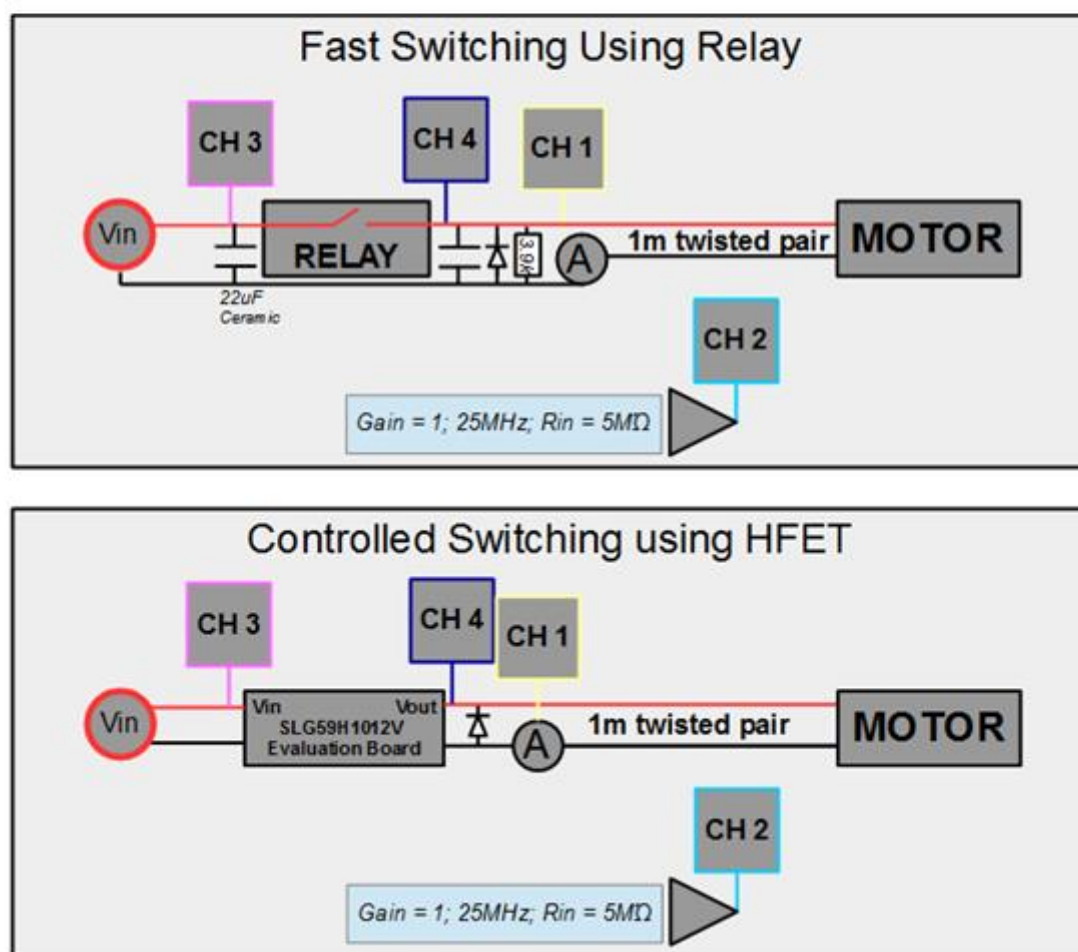 Fast Switching Using Relay
CH 3
CH 4
CH 1
Vin
RELAY
3.9k
A
1m twisted pair
MOTOR
22uF
Ceramic
CH 2
Gain = 1; 25MHz; Rin = 5MΩ
Controlled Switching using HFET
CH 3
CH 4
CH 1
Vin
Vin Vout
SLG59H1012V
Evaluation Board
A
1m twisted pair
MOTOR
CH 2
Gain = 1; 25MHz; Rin = 5MΩ